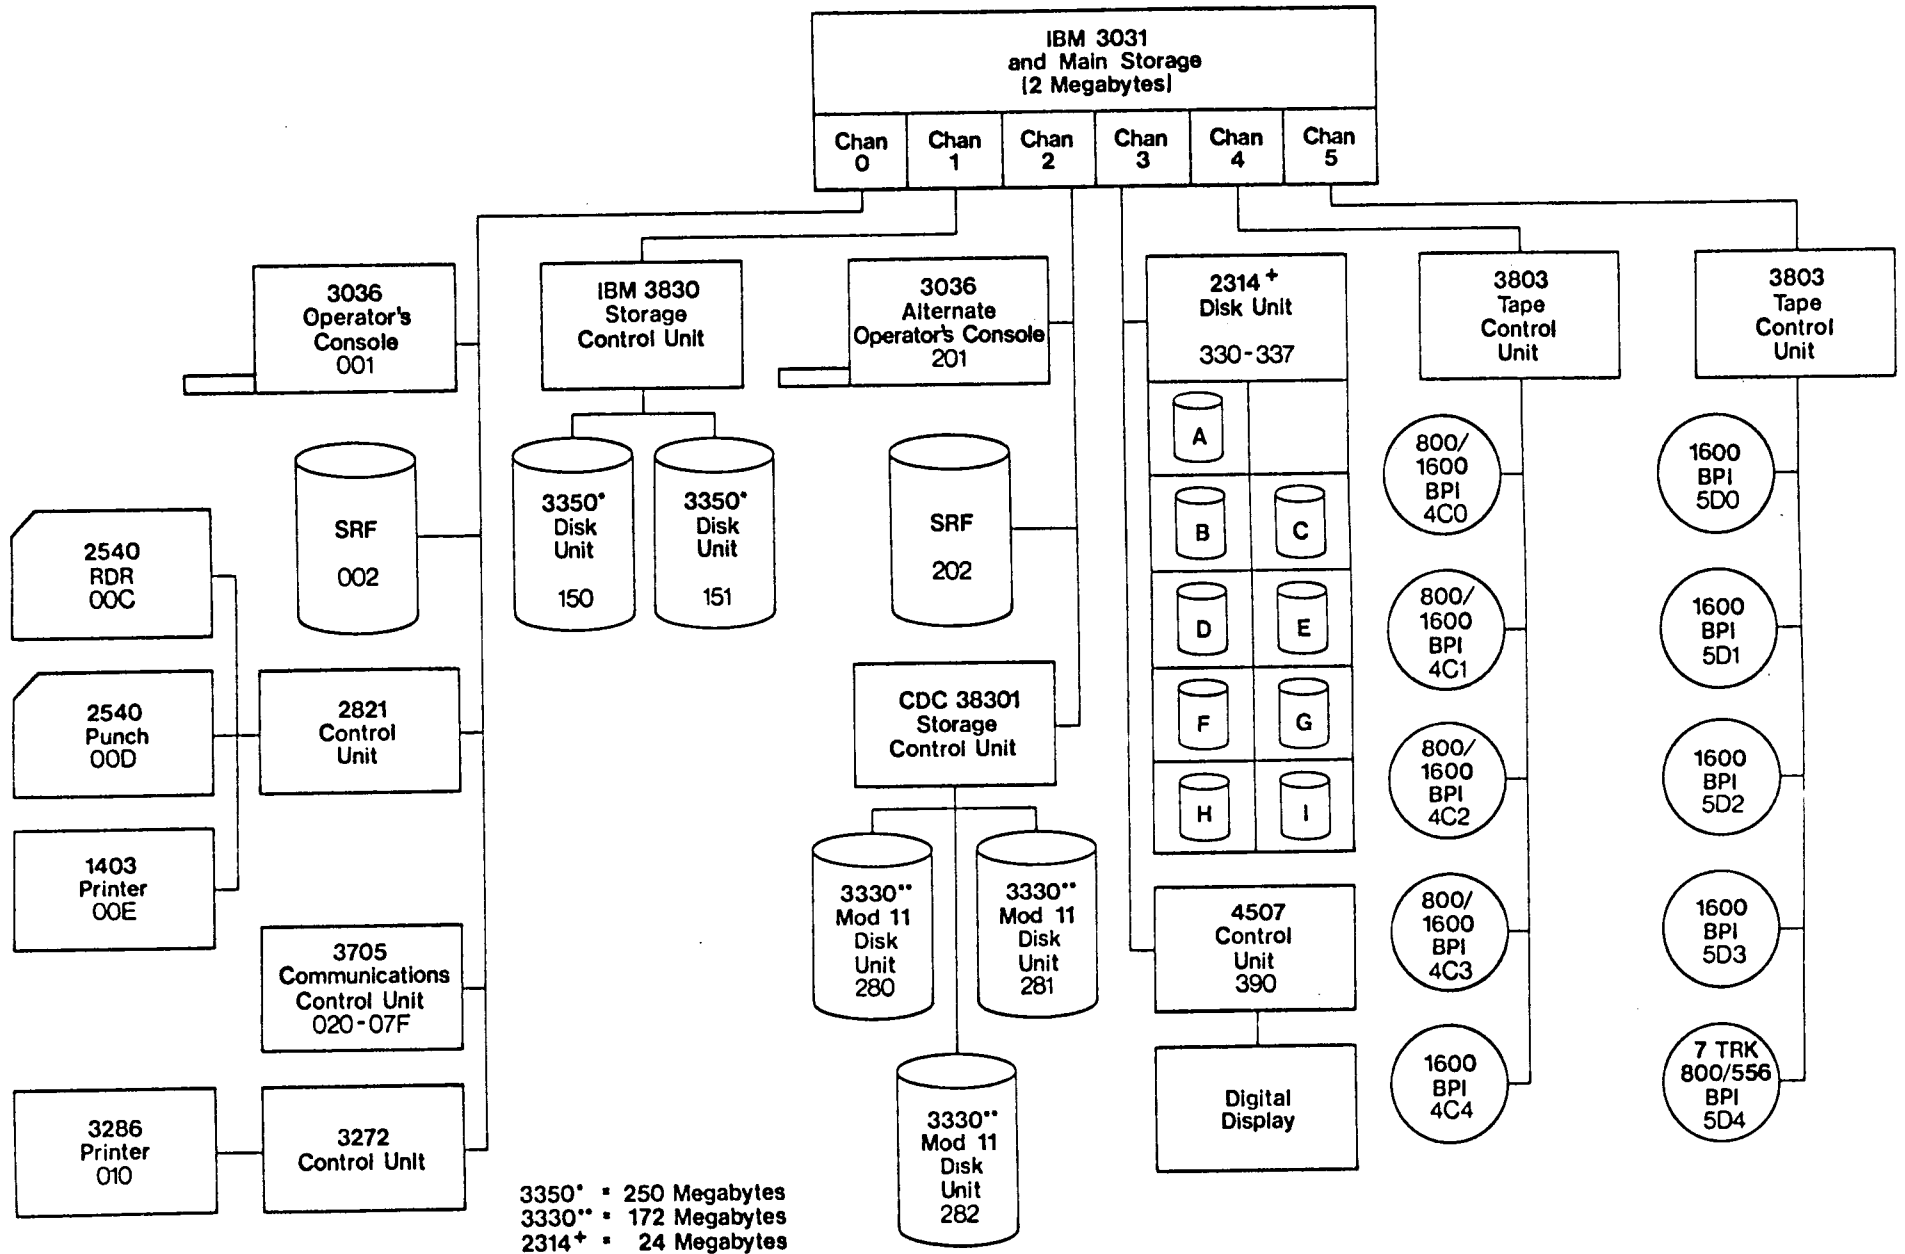 IBM 3031
and Main Storage
(2 Megabytes)
Chan
0
Chan
1
Chan
2
Chan
3
Chan
4
Chan
5
3036
Operator's
Console
001
IBM 3830
Storage
Control Unit
3036
Alternate
Operator's Console
201
2314+
Disk Unit
330-337
3803
Tape
Control
Unit
3803
Tape
Control
Unit
SRF
002
3350*
Disk
Unit
150
3350*
Disk
Unit
151
SRF
202
A
B
C
D
E
F
G
H
I
2540
RDR
00C
2540
Punch
00D
1403
Printer
00E
2821
Control
Unit
3705
Communications
Control Unit
020-07F
3286
Printer
010
3272
Control Unit
CDC 38301
Storage
Control Unit
3330**
Mod 11
Disk
Unit
280
3330**
Mod 11
Disk
Unit
281
3330**
Mod 11
Disk
Unit
282
4507
Control
Unit
390
Digital
Display
800/
1600
BPI
4C0
800/
1600
BPI
4C1
800/
1600
BPI
4C2
800/
1600
BPI
4C3
1600
BPI
4C4
1600
BPI
5D0
1600
BPI
5D1
1600
BPI
5D2
1600
BPI
5D3
7 TRK
800/556
BPI
5D4
3350* = 250 Megabytes
3330** = 172 Megabytes
2314+ = 24 Megabytes